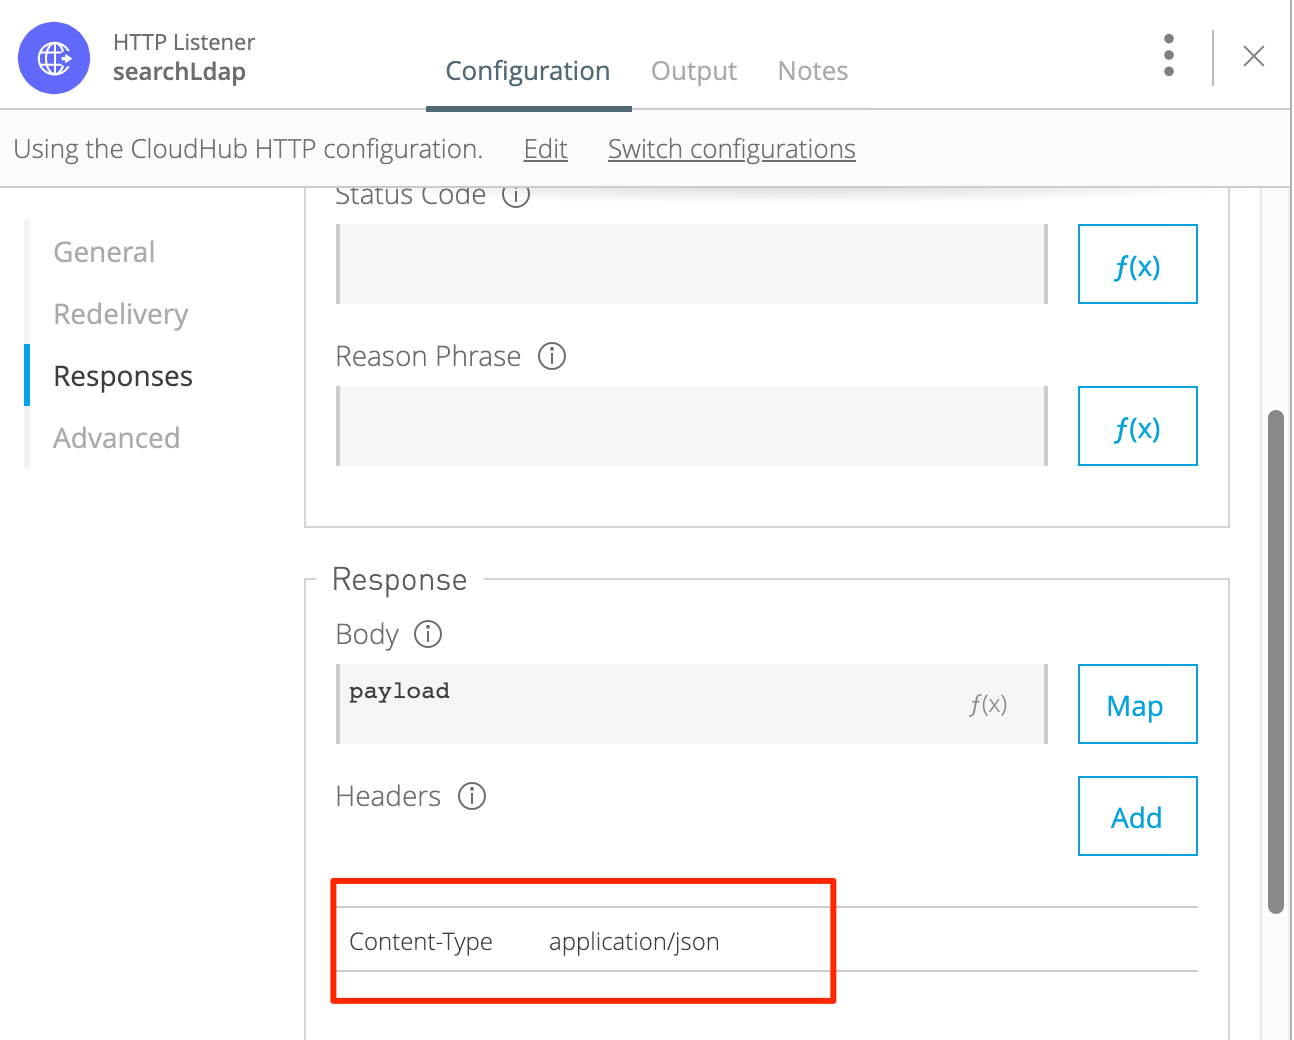 HTTP Listener
searchLdap
Configuration
Output
Notes
Using the CloudHub HTTP configuration.
Edit
Switch configurations
General
Redelivery
Responses
Advanced
Status Code
f(x)
Reason Phrase
f(x)
Response
Body
payload
f(x)
Map
Headers
Add
Content-Type application/json